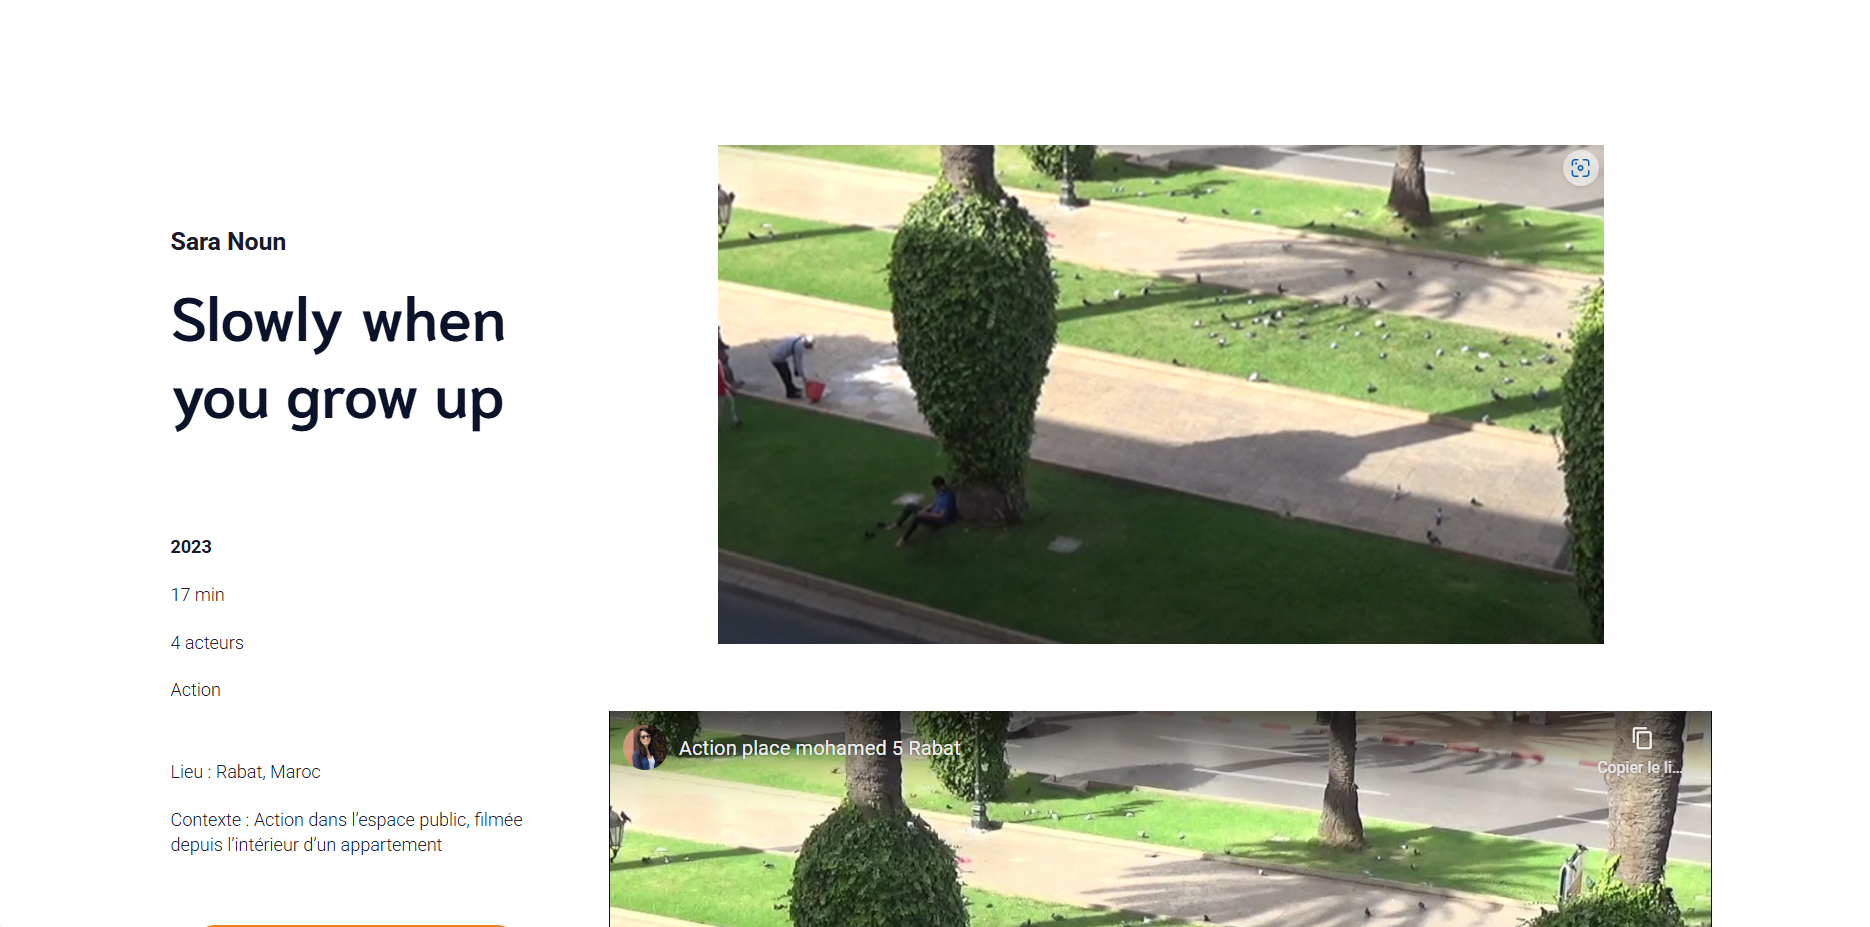 Sara Noun
Slowly when
you grow up
2023
17 min
4 acteurs
Action
Lieu : Rabat, Maroc
Contexte : Action dans l’espace public, filmée
depuis l’intérieur d’un appartement
Action place mohamed 5 Rabat
Copier le li...